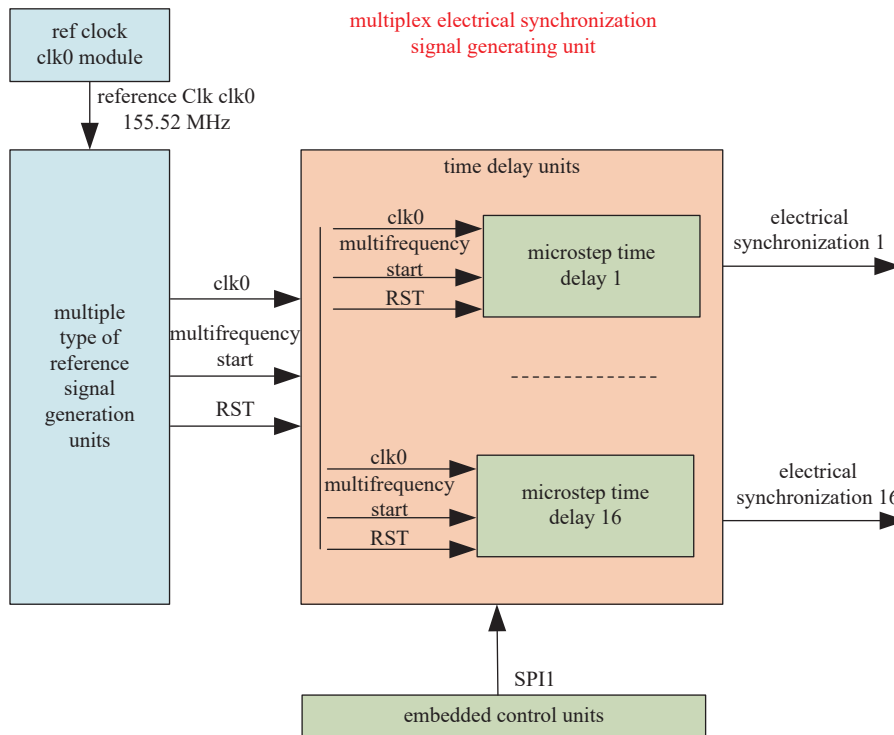 multiplex electrical synchronization
signal generating unit
ref clock
clk0 module
reference Clk clk0
155.52 MHz
multiple
type of
reference
signal
generation
units
clk0
multifrequency
start
RST
time delay units
clk0
multifrequency
start
RST
microstep time
delay 1
clk0
multifrequency
start
RST
microstep time
delay 16
electrical
synchronization 1
electrical
synchronization 16
SPI1
embedded control units